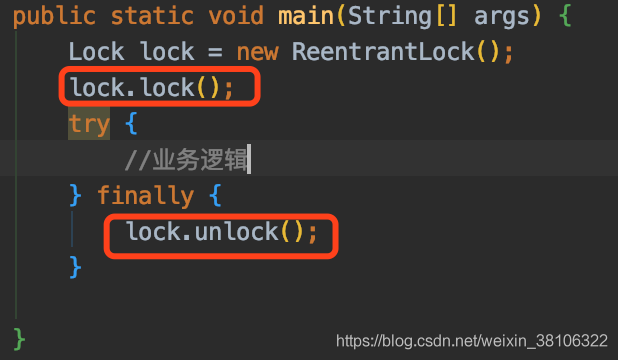 public static void main(String[] args) {
Lock lock = new ReentrantLock();
lock.lock();
try {
//业务逻辑
} finally {
lock.unlock();
}
}
https://blog.csdn.net/weixin_38106322